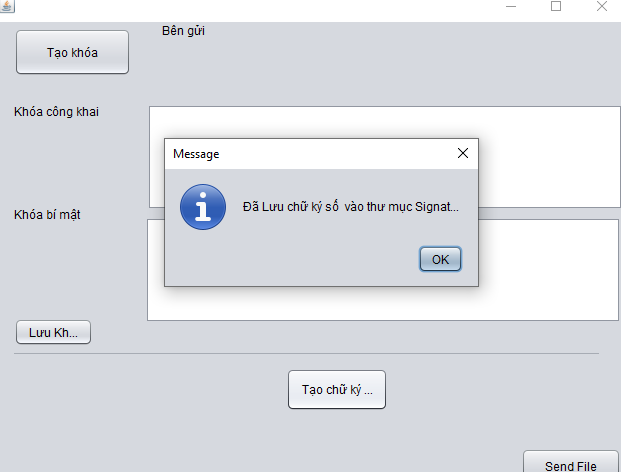 Bên gửi
Tạo khóa
Khóa công khai
Message
Đã Lưu chữ ký số vào thư mục Signat...
Khóa bí mật
OK
Lưu Kh...
Tạo chữ ký ...
Send File